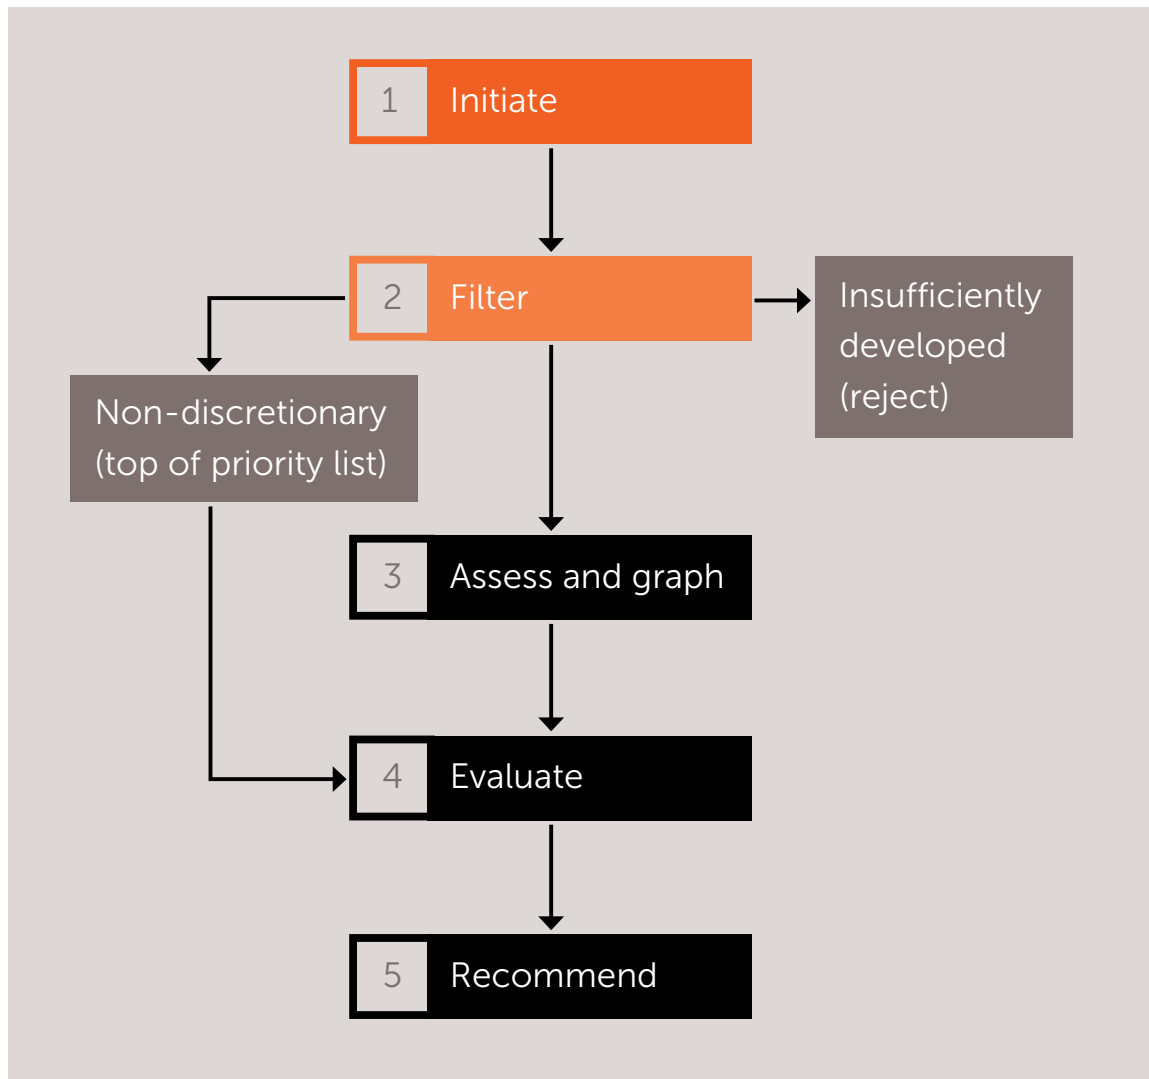 1 Initiate
2 Filter
Insufficiently
developed
(reject)
Non-discretionary
(top of priority list)
3 Assess and graph
4 Evaluate
5 Recommend